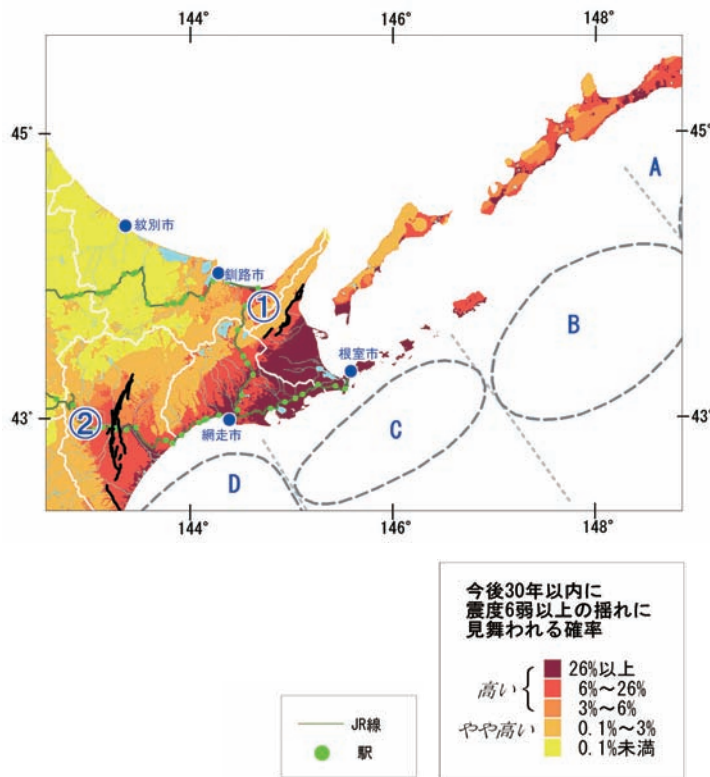 144°
146°
148°
45°
45°
A
紋別市
釧路市
①
B
根室市
43°
43°
②
網走市
C
D
144°
146°
148°
今後30年以内に
震度6弱以上の揺れに
見舞われる確率
26%以上
高い
6%～26%
3%～6%
やや高い
0.1%～3%
0.1%未満
JR線
駅